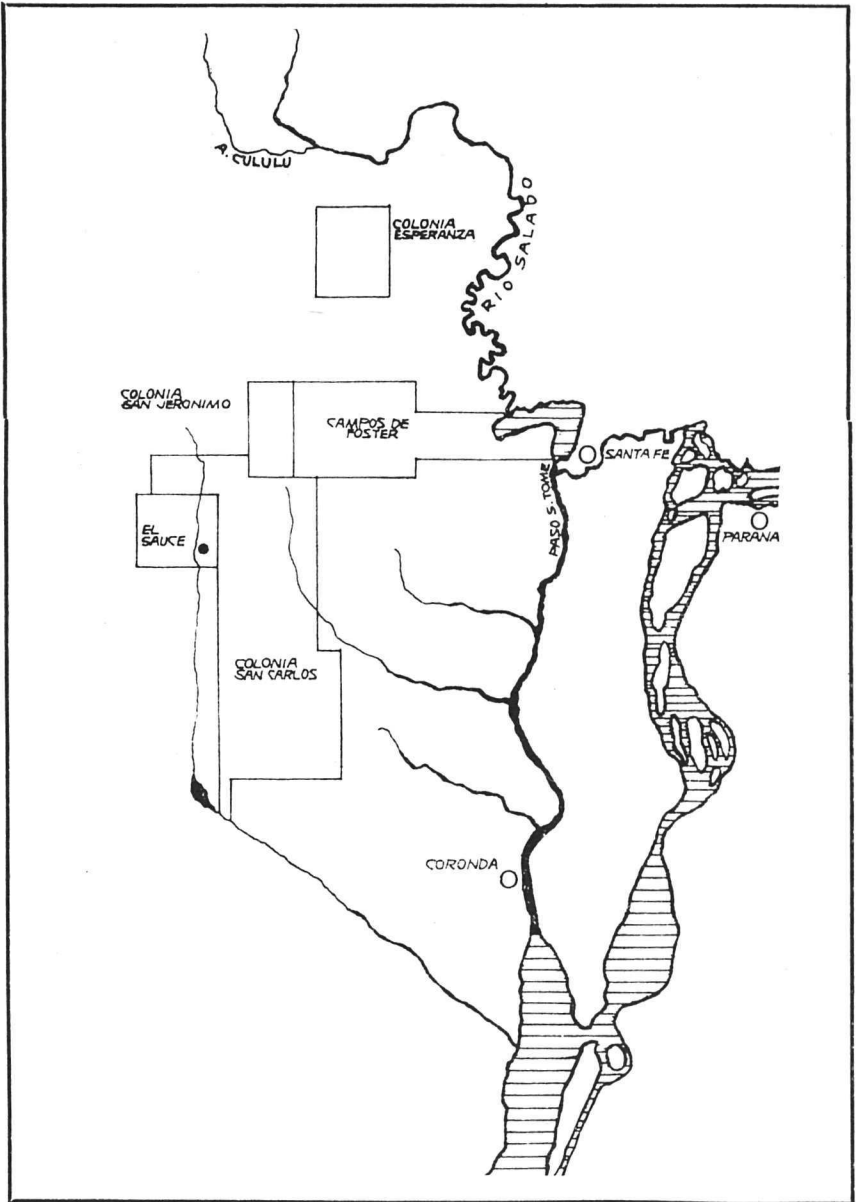 A. CULULU
COLONIA
ESPERANZA
RIO SALADO
COLONIA
SAN JERONIMO
CAMPOS DE
FOSTER
SANTA FE
PASO S. TOME
PARANA
EL
SAUCE
COLONIA
SAN CARLOS
CORONDA